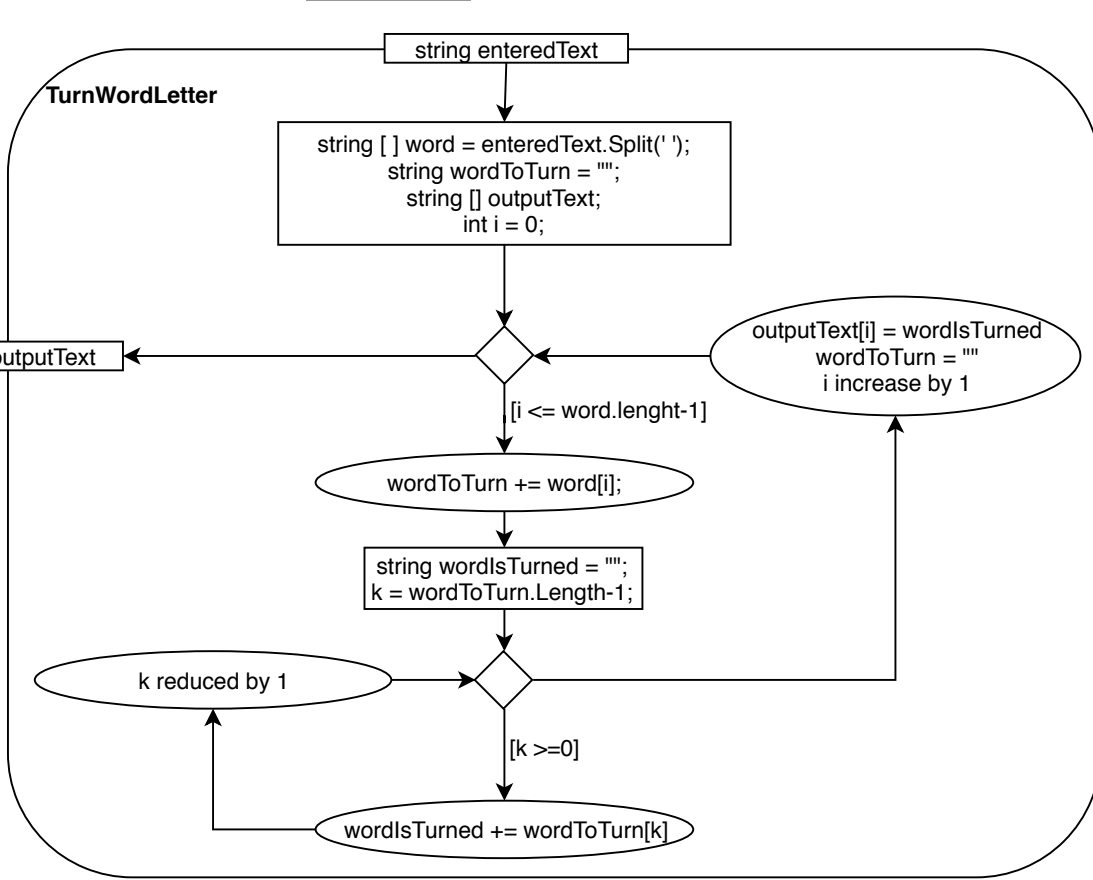 string enteredText
TurnWordLetter
string [ ] word = enteredText.Split(' ');
string wordToTurn = "";
string [] outputText;
int i = 0;
outputText[i] = wordIsTurned
wordToTurn = ""
i increase by 1
utputText
[i <= word.lenght-1]
wordToTurn += word[i];
string wordIsTurned = "";
k = wordToTurn.Length-1;
k reduced by 1
[k >=0]
wordIsTurned += wordToTurn[k]